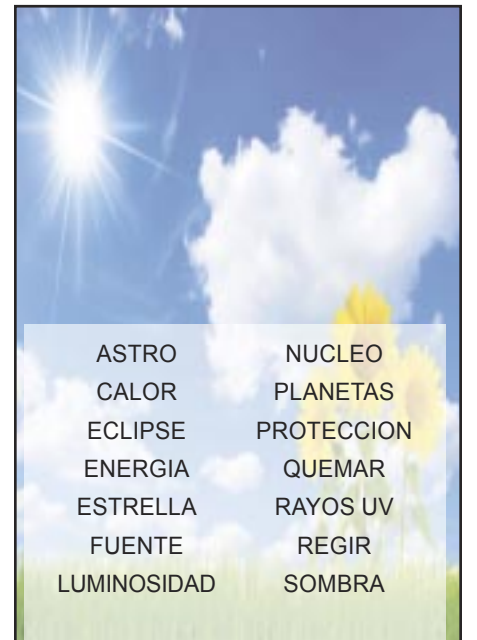 ASTRO NUCLEO
CALOR PLANETAS
ECLIPSE PROTECCION
ENERGIA QUEMAR
ESTRELLA RAYOS UV
FUENTE REGIR
LUMINOSIDAD SOMBRA